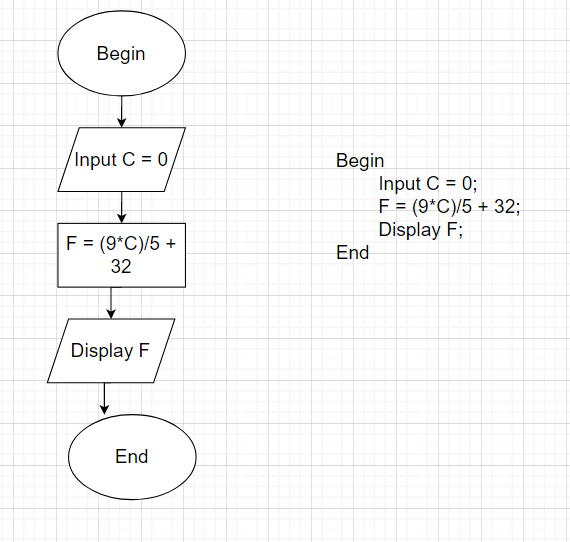 Begin
Input C = 0
F = (9*C)/5 +
32
Display F
End
Begin
Input C = 0;
F = (9*C)/5 + 32;
Display F;
End